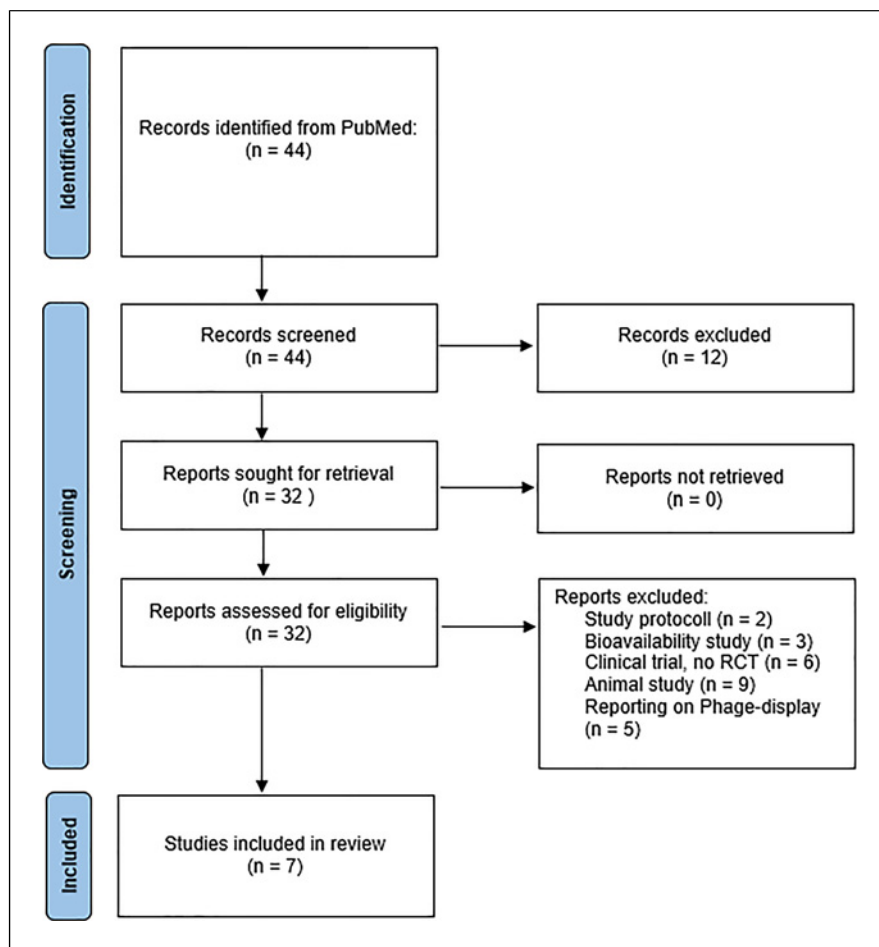 Identification
Records identified from PubMed:
(n = 44)
Screening
Records screened
(n = 44)
Records excluded
(n = 12)
Reports sought for retrieval
(n = 32 )
Reports not retrieved
(n = 0)
Reports assessed for eligibility
(n = 32)
Reports excluded:
Study protocoll (n = 2)
Bioavailability study (n = 3)
Clinical trial, no RCT (n = 6)
Animal study (n = 9)
Reporting on Phage-display
(n = 5)
Included
Studies included in review
(n = 7)